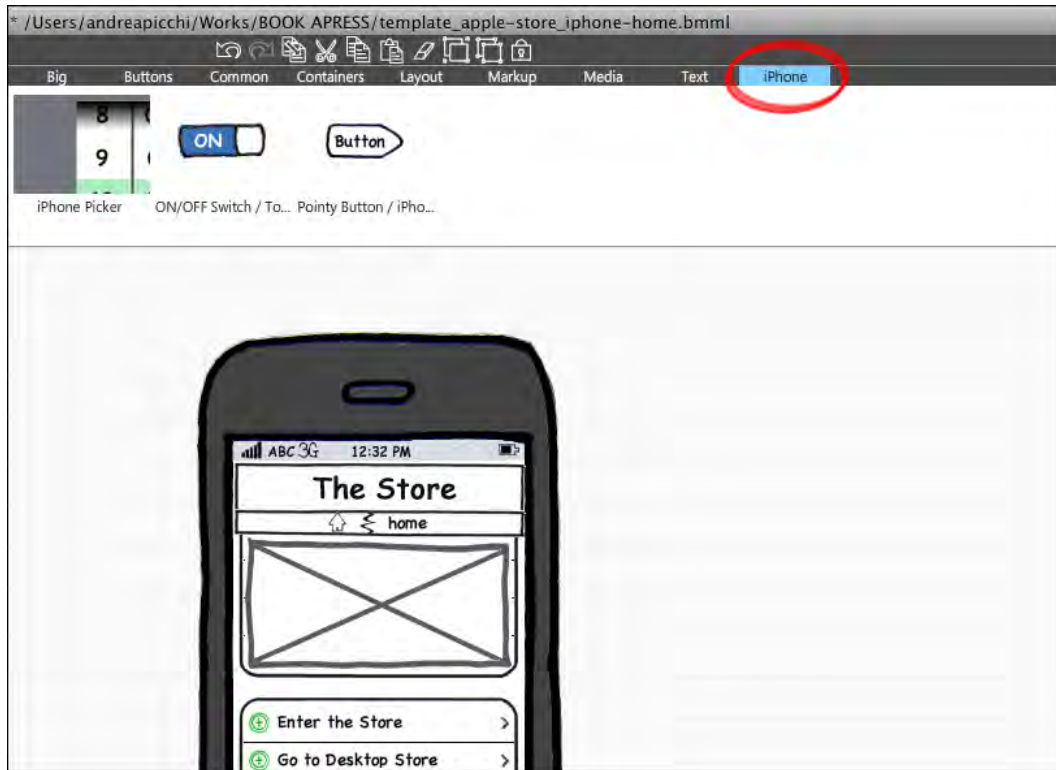 * /Users/andreapicchi/Works/BOOK APRESS/template_apple-store_iphone-home.bmml
Big Buttons Common Containers Layout Markup Media Text iPhone
8
9
ON
Button
iPhone Picker ON/OFF Switch / To... Pointy Button / iPho...
ABC 3G 12:32 PM
The Store
home
Enter the Store >
Go to Desktop Store >